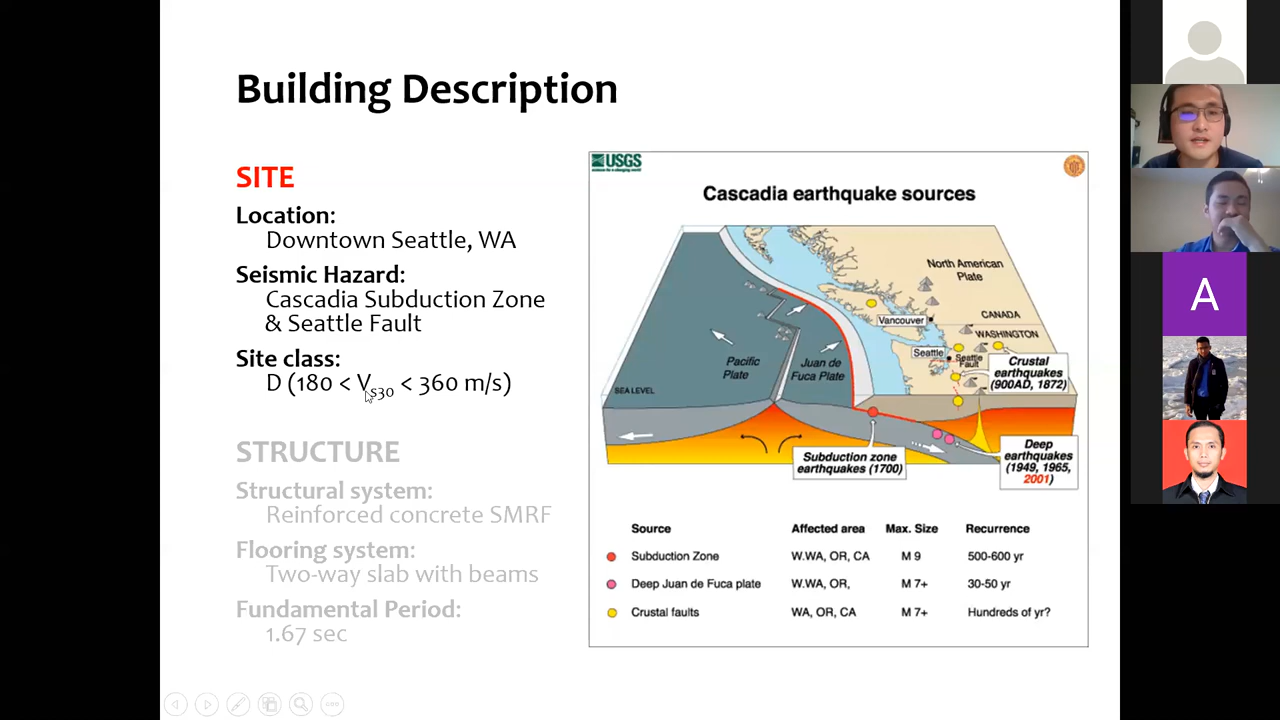 Building Description
SITE
Location:
Downtown Seattle, WA
Seismic Hazard:
Cascadia Subduction Zone
& Seattle Fault
Site class:
D (180 < Vs30 < 360 m/s)
STRUCTURE
Structural system:
Reinforced concrete SMRF
Flooring system:
Two-way slab with beams
Fundamental Period:
1.67 sec
USGS
science for a changing world
Cascadia earthquake sources
North American
Plate
CANADA
Vancouver
WASHINGTON
Seattle
Seattle
Fault
Crustal
earthquakes
(900AD, 1872)
Pacific
Plate
Juan de
Fuca Plate
SEA LEVEL
Subduction zone
earthquakes (1700)
Deep
earthquakes
(1949, 1965,
2001)
Source Affected area Max. Size Recurrence
Subduction Zone W.WA, OR, CA M 9 500-600 yr
Deep Juan de Fuca plate W.WA, OR, M 7+ 30-50 yr
Crustal faults WA, OR, CA M 7+ Hundreds of yr?
A